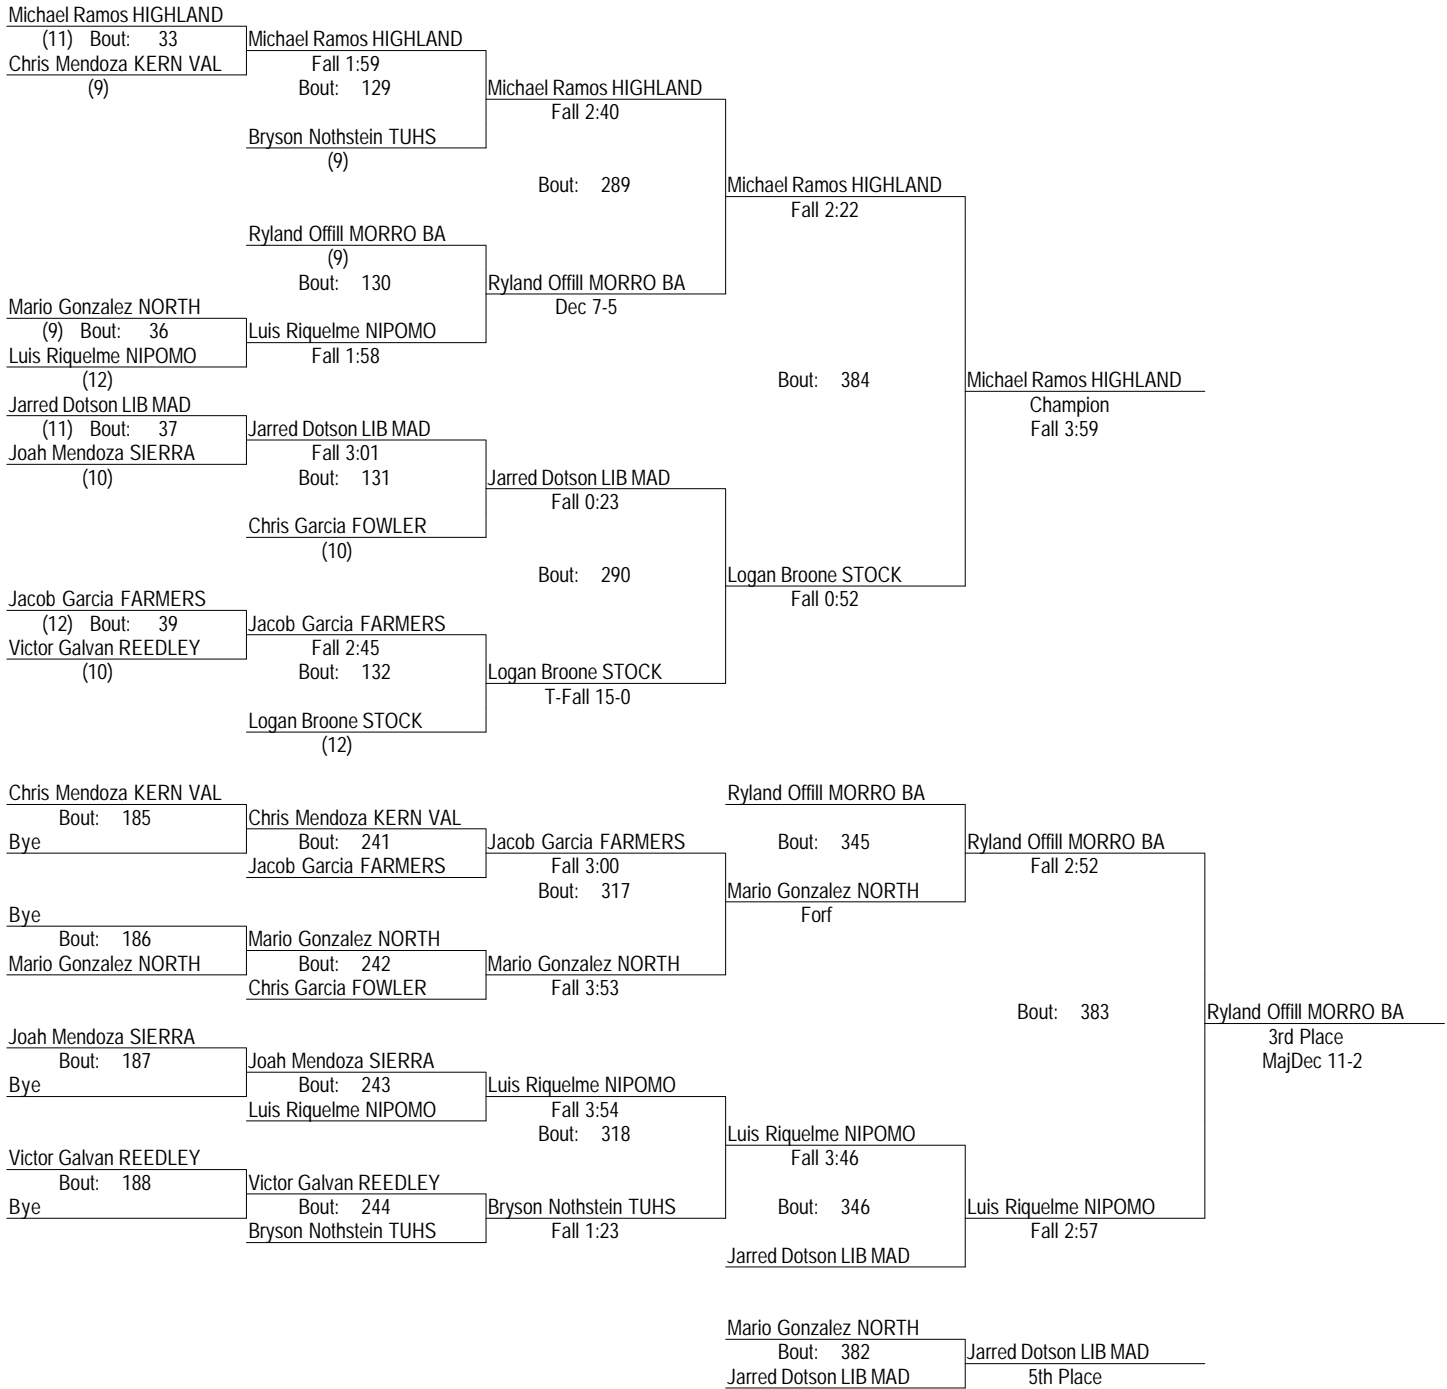 Michael Ramos HIGHLAND
(11) Bout: 33 Michael Ramos HIGHLAND
Chris Mendoza KERN VAL Fall 1:59
(9) Bout: 129 Michael Ramos HIGHLAND
Fall 2:40
Bryson Nothstein TUHS
(9)
Bout: 289 Michael Ramos HIGHLAND
Fall 2:22
Ryland Offill MORRO BA
(9)
Bout: 130 Ryland Offill MORRO BA
Mario Gonzalez NORTH Dec 7-5
(9) Bout: 36 Luis Riquelme NIPOMO
Luis Riquelme NIPOMO Fall 1:58
(12) Bout: 384 Michael Ramos HIGHLAND
Jarred Dotson LIB MAD Champion
(11) Bout: 37 Jarred Dotson LIB MAD Fall 3:59
Joah Mendoza SIERRA Fall 3:01
(10) Bout: 131 Jarred Dotson LIB MAD
Fall 0:23
Chris Garcia FOWLER
(10)
Bout: 290 Logan Broone STOCK
Jacob Garcia FARMERS Fall 0:52
(12) Bout: 39 Jacob Garcia FARMERS
Victor Galvan REEDLEY Fall 2:45
(10) Bout: 132 Logan Broone STOCK
T-Fall 15-0
Logan Broone STOCK
(12)
Chris Mendoza KERN VAL Ryland Offill MORRO BA
Bout: 185 Chris Mendoza KERN VAL
Bye Bout: 241 Jacob Garcia FARMERS Bout: 345 Ryland Offill MORRO BA
Jacob Garcia FARMERS Fall 3:00 Fall 2:52
Bout: 317 Mario Gonzalez NORTH
Bye Forf
Bout: 186 Mario Gonzalez NORTH
Mario Gonzalez NORTH Bout: 242 Mario Gonzalez NORTH
Chris Garcia FOWLER Fall 3:53
Bout: 383 Ryland Offill MORRO BA
Joah Mendoza SIERRA 3rd Place
Bout: 187 Joah Mendoza SIERRA MajDec 11-2
Bye Bout: 243 Luis Riquelme NIPOMO
Luis Riquelme NIPOMO Fall 3:54
Bout: 318 Luis Riquelme NIPOMO
Victor Galvan REEDLEY Fall 3:46
Bout: 188 Victor Galvan REEDLEY
Bye Bout: 244 Bryson Nothstein TUHS Bout: 346 Luis Riquelme NIPOMO
Bryson Nothstein TUHS Fall 1:23 Fall 2:57
Jarred Dotson LIB MAD
Mario Gonzalez NORTH
Bout: 382 Jarred Dotson LIB MAD
Jarred Dotson LIB MAD 5th Place